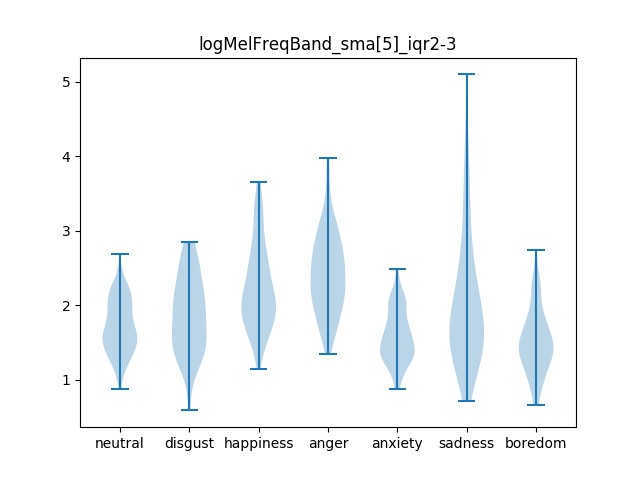 logMelFreqBand_sma[5]_iqr2-3
5
4
3
2
1
neutral disgust happiness anger anxiety sadness boredom